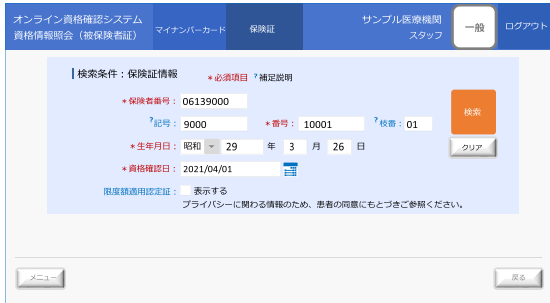 オンライン資格確認システム
資格情報照会（被保険者証）
マイナンバーカード
保険証
サンプル医療機関
スタッフ
一般
ログアウト
検索条件：保険証情報
＊必須項目 ?補足説明
＊保険者番号： 06139000
?記号： 9000 ＊番号： 10001 ?枝番： 01
＊生年月日： 昭和 29 年 3 月 26 日
＊資格確認日： 2021/04/01
限度額適用認定証： 表示する
プライバシーに関わる情報のため、患者の同意にもとづきご参照ください。
検索
クリア
メニュー
戻る